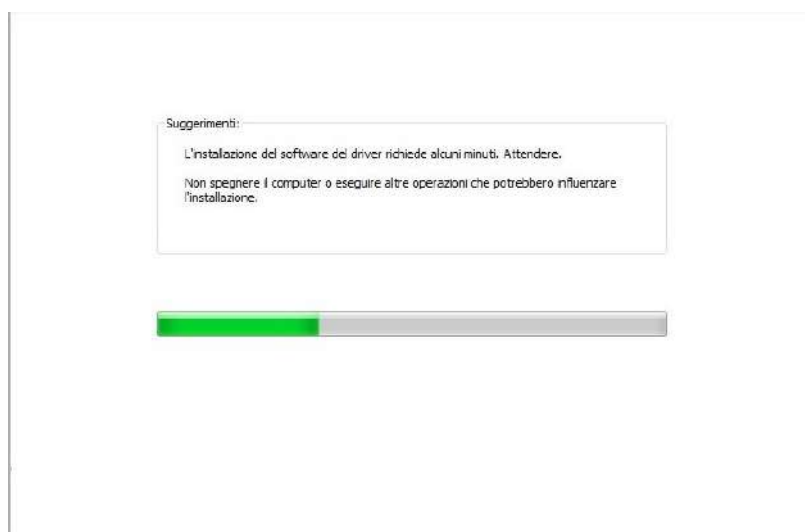 Suggerimenti:
L'installazione del software del driver richiede alcuni minuti. Attendere.
Non spegnere il computer o eseguire altre operazioni che potrebbero influenzare
l'installazione.